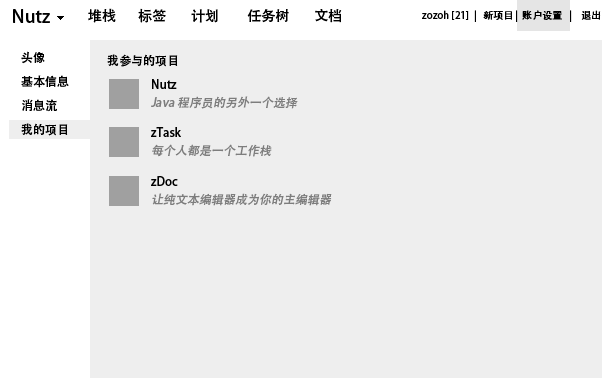 Nutz 堆栈 标签 计划 任务树 文档 zozoh [21] | 新项目 | 账户设置 | 退出
头像
基本信息
消息流
我的项目
我参与的项目
Nutz
Java 程序员的另外一个选择
zTask
每个人都是一个工作栈
zDoc
让纯文本编辑器成为你的主编辑器